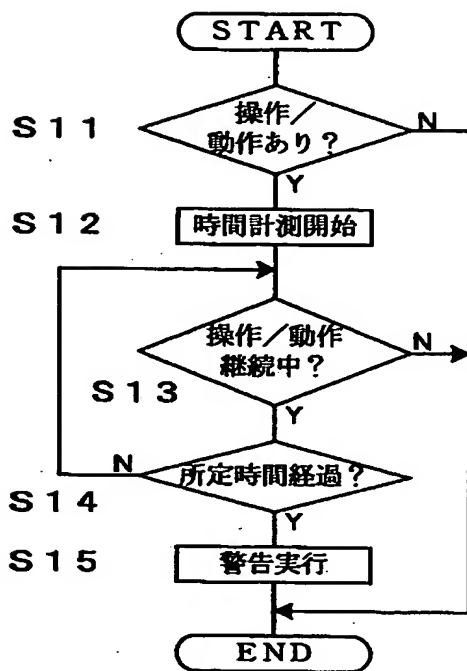 START
S11
操作／
動作あり？
N
Y
S12
時間計測開始
操作／動作
継続中？
N
S13
Y
N
所定時間経過？
S14
Y
S15
警告実行
END